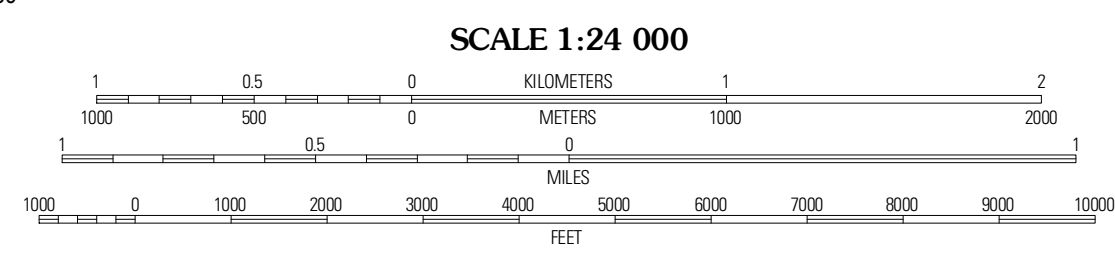 SCALE 1:24 000
1 0.5 0 KILOMETERS 1 2
1000 500 0 METERS 1000 2000
1 0.5 0 1
MILES
1000 0 1000 2000 3000 4000 5000 6000 7000 8000 9000 10000
FEET